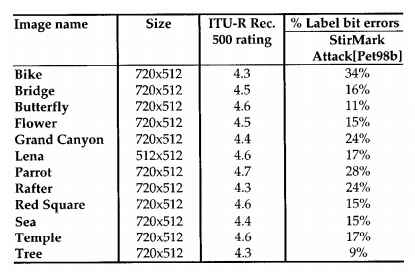 Image name Size ITU-R Rec. 500 rating % Label bit errors
StirMark Attack[Pet98b]
Bike 720x512 4.3 34%
Bridge 720x512 4.5 16%
Butterfly 720x512 4.6 11%
Flower 720x512 4.5 15%
Grand Canyon 720x512 4.4 24%
Lena 512x512 4.6 17%
Parrot 720x512 4.7 28%
Rafter 720x512 4.3 24%
Red Square 720x512 4.6 15%
Sea 720x512 4.4 15%
Temple 720x512 4.6 17%
Tree 720x512 4.3 9%